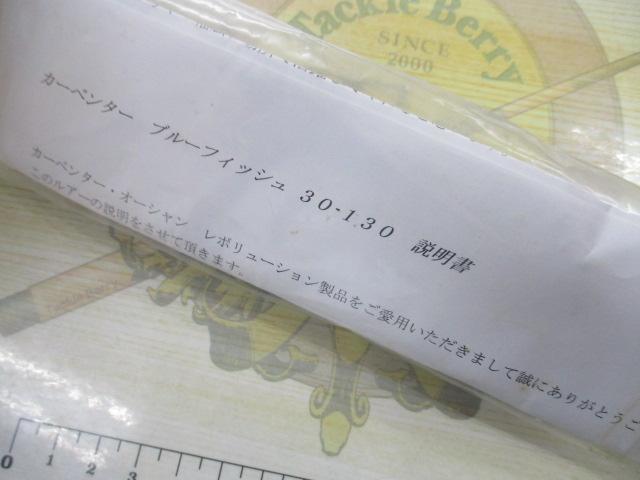 Tackle Berry
SINCE
2000
カーペンター ブルーフィッシュ 30-130 説明書
カーペンター・オーシャン レボリューション製品をご愛用いただきまして誠にありがとうご
このルアーの説明をさせて頂きます。
0 1 2 3